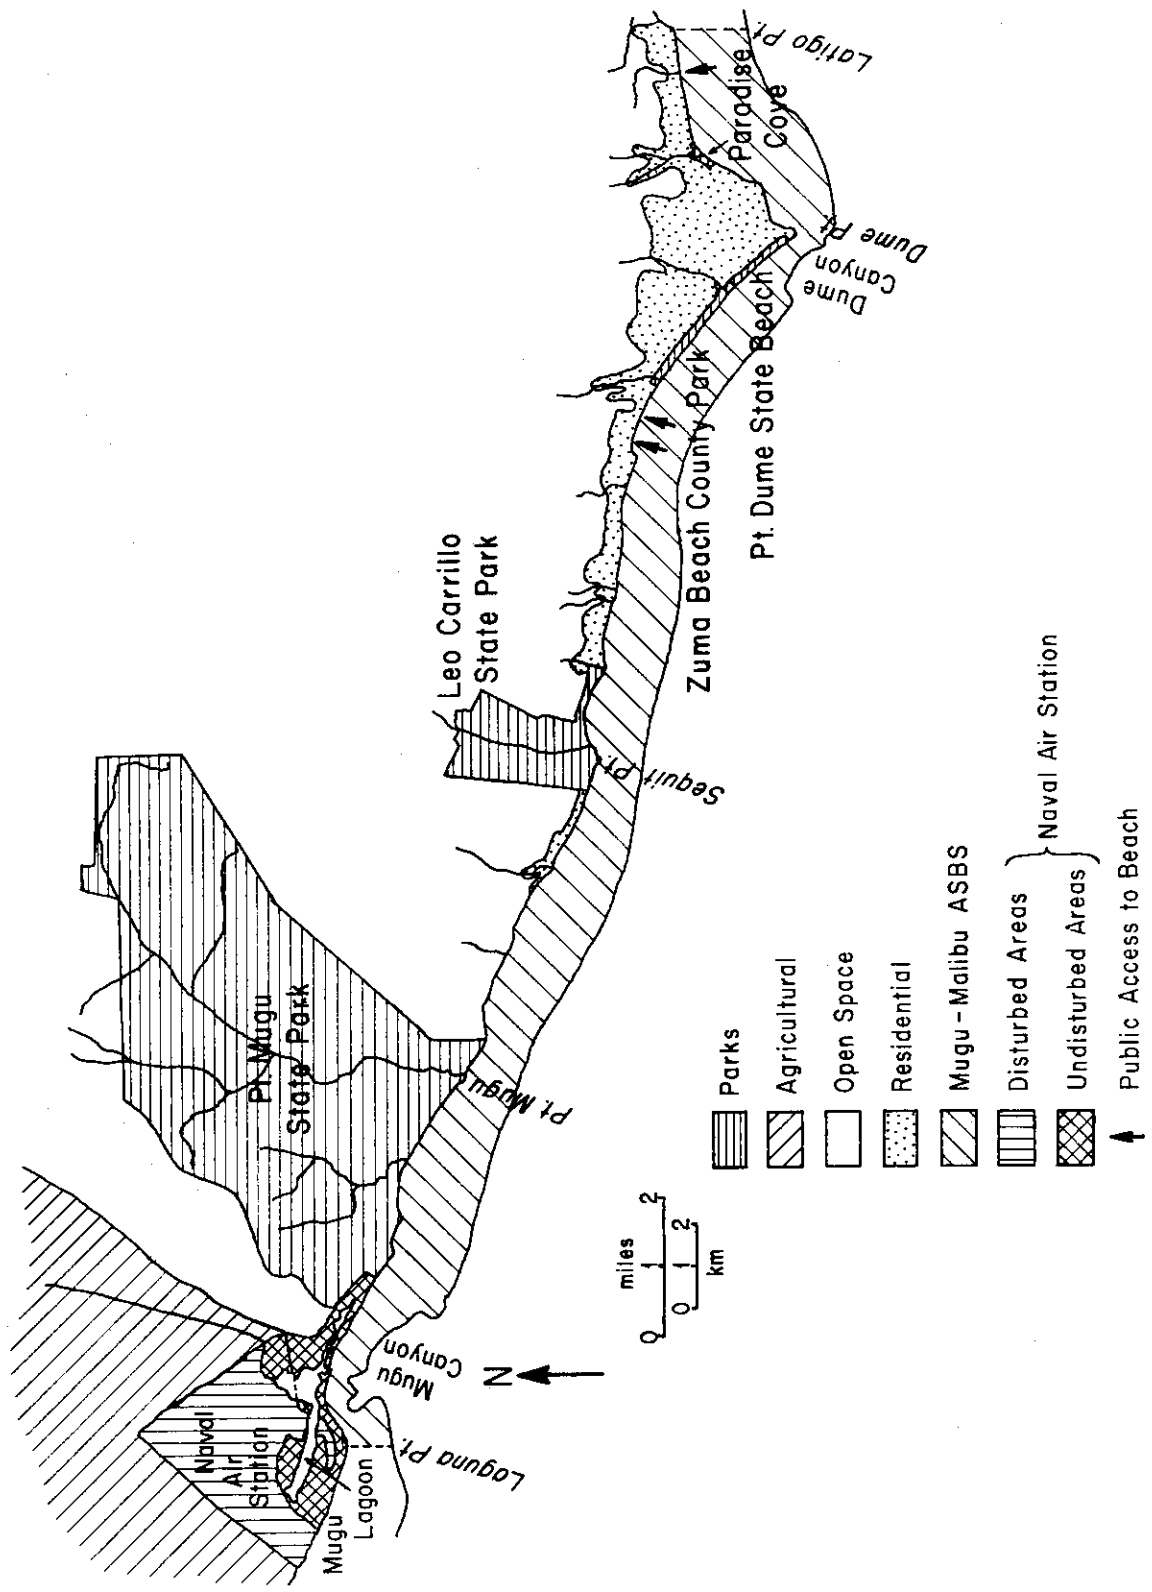 Naval
Air
Station
Mugu
Lagoon
Laguna Pt.
Mugu
Canyon
N
Pt. Mugu
State Park
Pt. Mugu
Leo Carrillo
State Park
Sequit Pt.
Zuma Beach County Park
Pt. Dume State Beach
Dume
Canyon
Dume Pt.
Paradise
Cove
Latigo Pt.
miles
0 1 2
0 1 2
km
Parks
Agricultural
Open Space
Residential
Mugu-Malibu ASBS
Disturbed Areas
Undisturbed Areas
Naval Air Station
Public Access to Beach